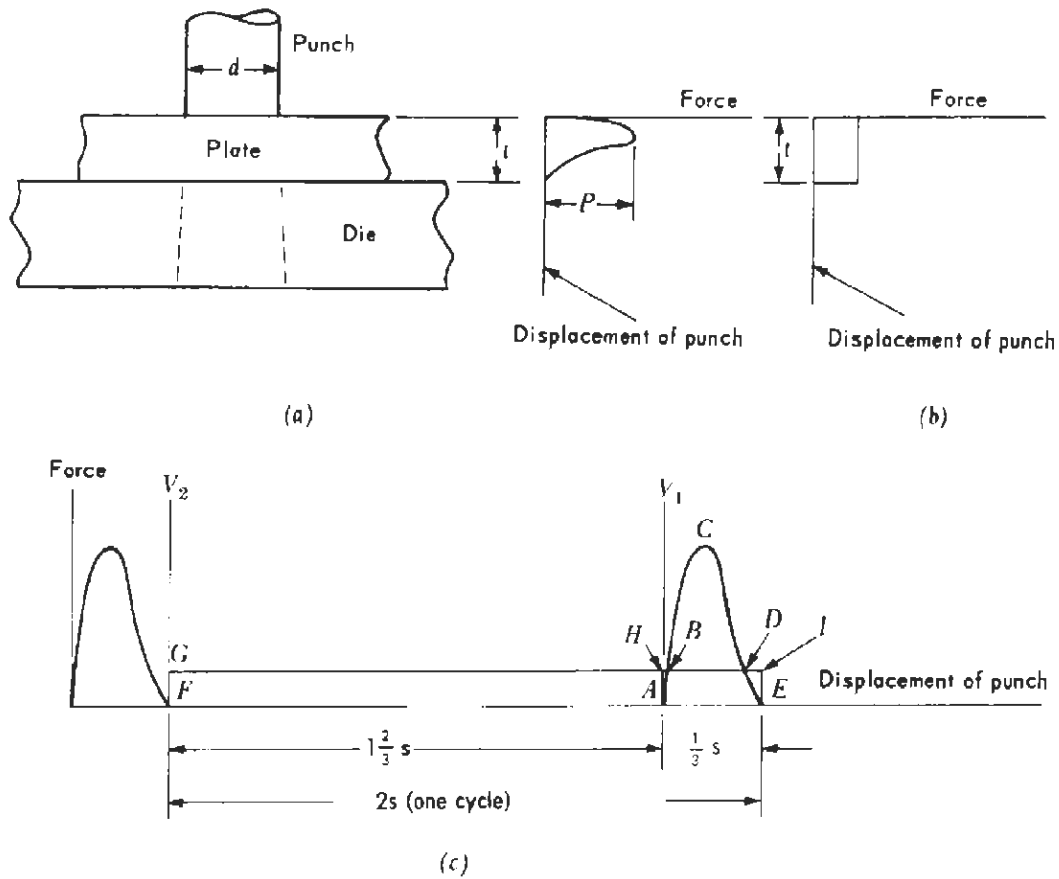 Punch
d
Plate
Die
t
P
Force
Displacement of punch
(a)
t
Force
Displacement of punch
(b)
Force
V₂
V₁
C
G
F
H
B
D
I
A
E
Displacement of punch
1 2/3 s
1/3 s
2s (one cycle)
(c)